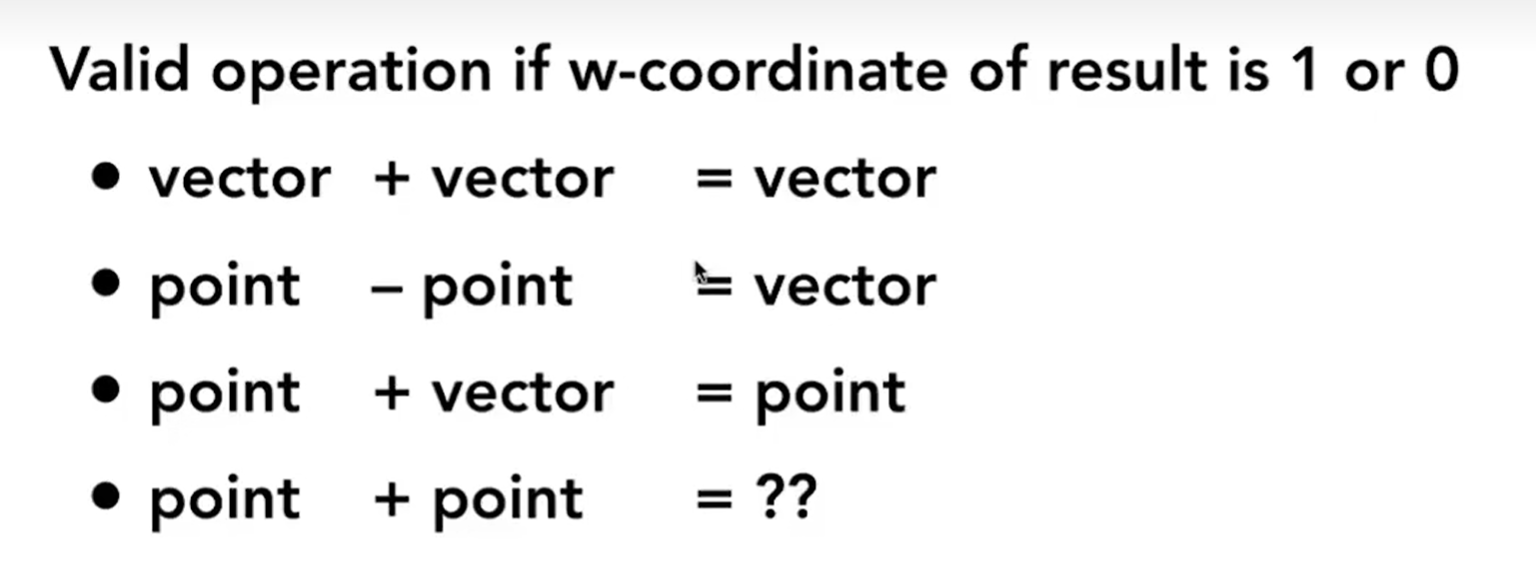 Valid operation if w-coordinate of result is 1 or 0
• vector + vector = vector
• point – point = vector
• point + vector = point
• point + point = ??